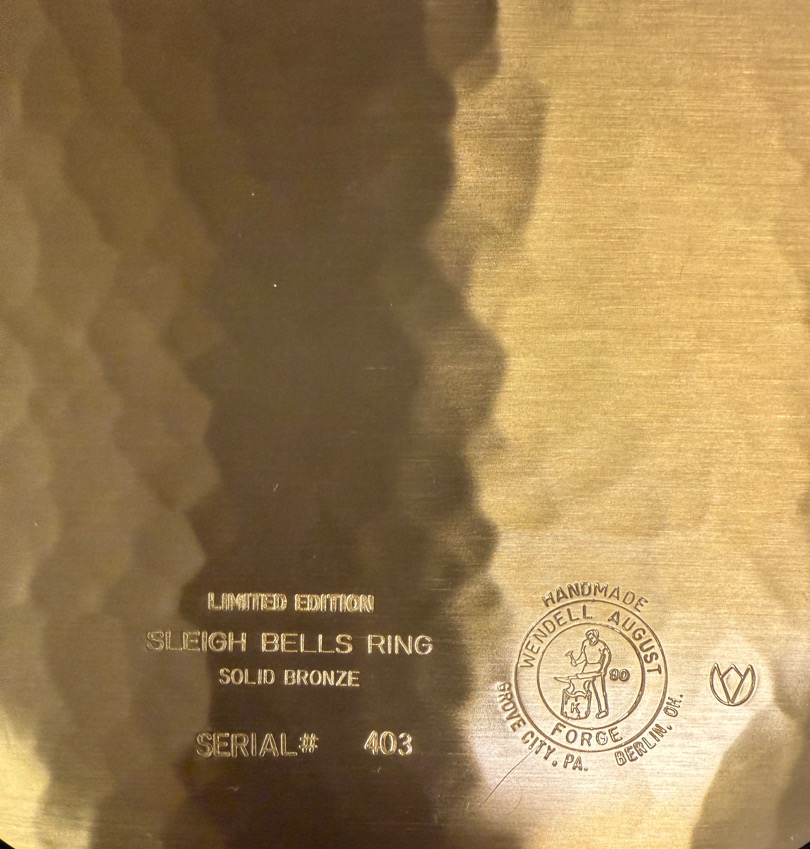 LIMITED EDITION
SLEIGH BELLS RING
SOLID BRONZE
SERIAL# 403
HANDMADE
WENDELL AUGUST
FORGE
90
K
GROVE CITY, PA. BERLIN, OH.